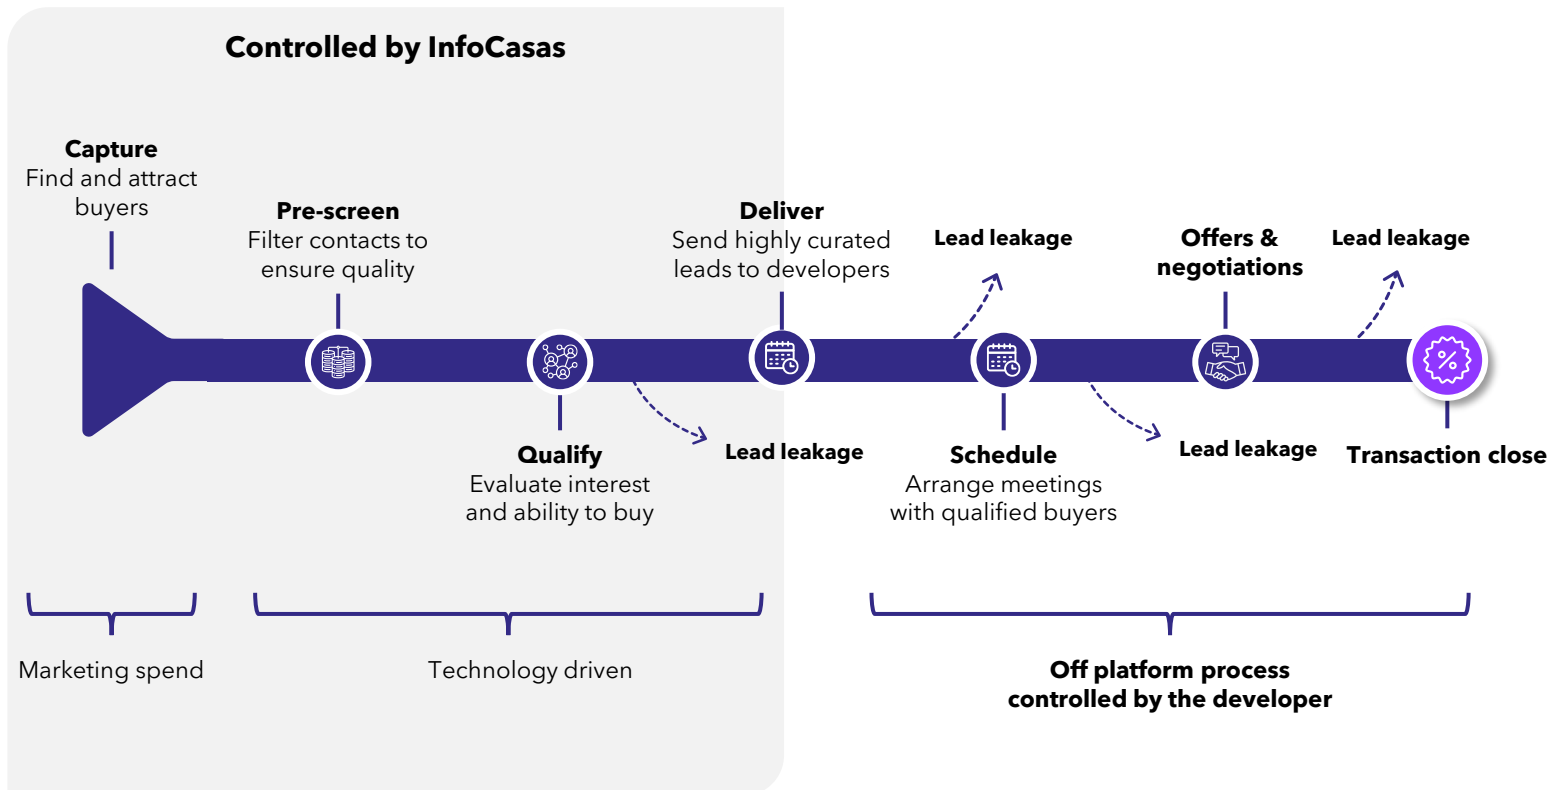 Controlled by InfoCasas
Capture
Find and attract
buyers
Pre-screen
Filter contacts to
ensure quality
Qualify
Evaluate interest
and ability to buy
Lead leakage
Deliver
Send highly curated
leads to developers
Lead leakage
Schedule
Arrange meetings
with qualified buyers
Lead leakage
Offers &
negotiations
Lead leakage
%
Transaction close
Marketing spend
Technology driven
Off platform process
controlled by the developer